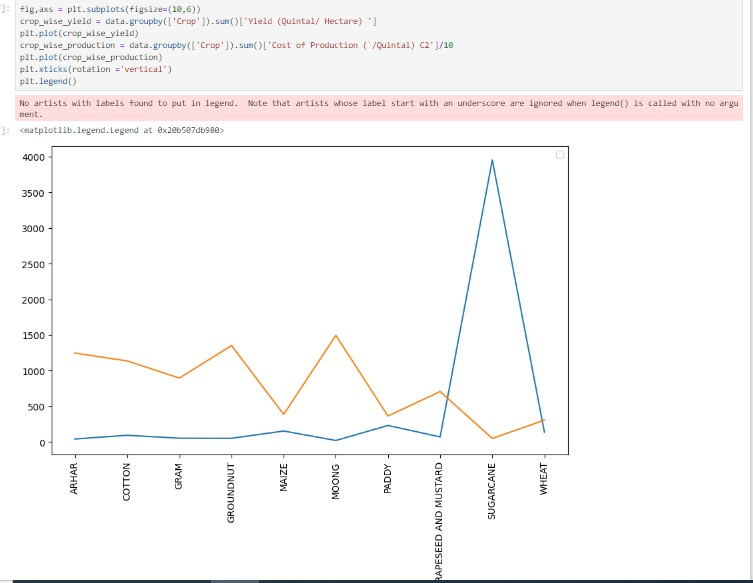 ]:
fig,axs = plt.subplots(figsize=(10,6))
crop_wise_yield = data.groupby(['Crop']).sum()['Yield (Quintal/ Hectare) ']
plt.plot(crop_wise_yield)
crop_wise_production = data.groupby(['Crop']).sum()['Cost of Production (`/Quintal) C2']/10
plt.plot(crop_wise_production)
plt.xticks(rotation ='vertical')
plt.legend()
No artists with labels found to put in legend.  Note that artists whose label start with an underscore are ignored when legend() is called with no argu
ment.
]:
<matplotlib.legend.Legend at 0x20b507db980>
4000
3500
3000
2500
2000
1500
1000
500
0
ARHAR
COTTON
GRAM
GROUNDNUT
MAIZE
MOONG
PADDY
RAPESEED AND MUSTARD
SUGARCANE
WHEAT